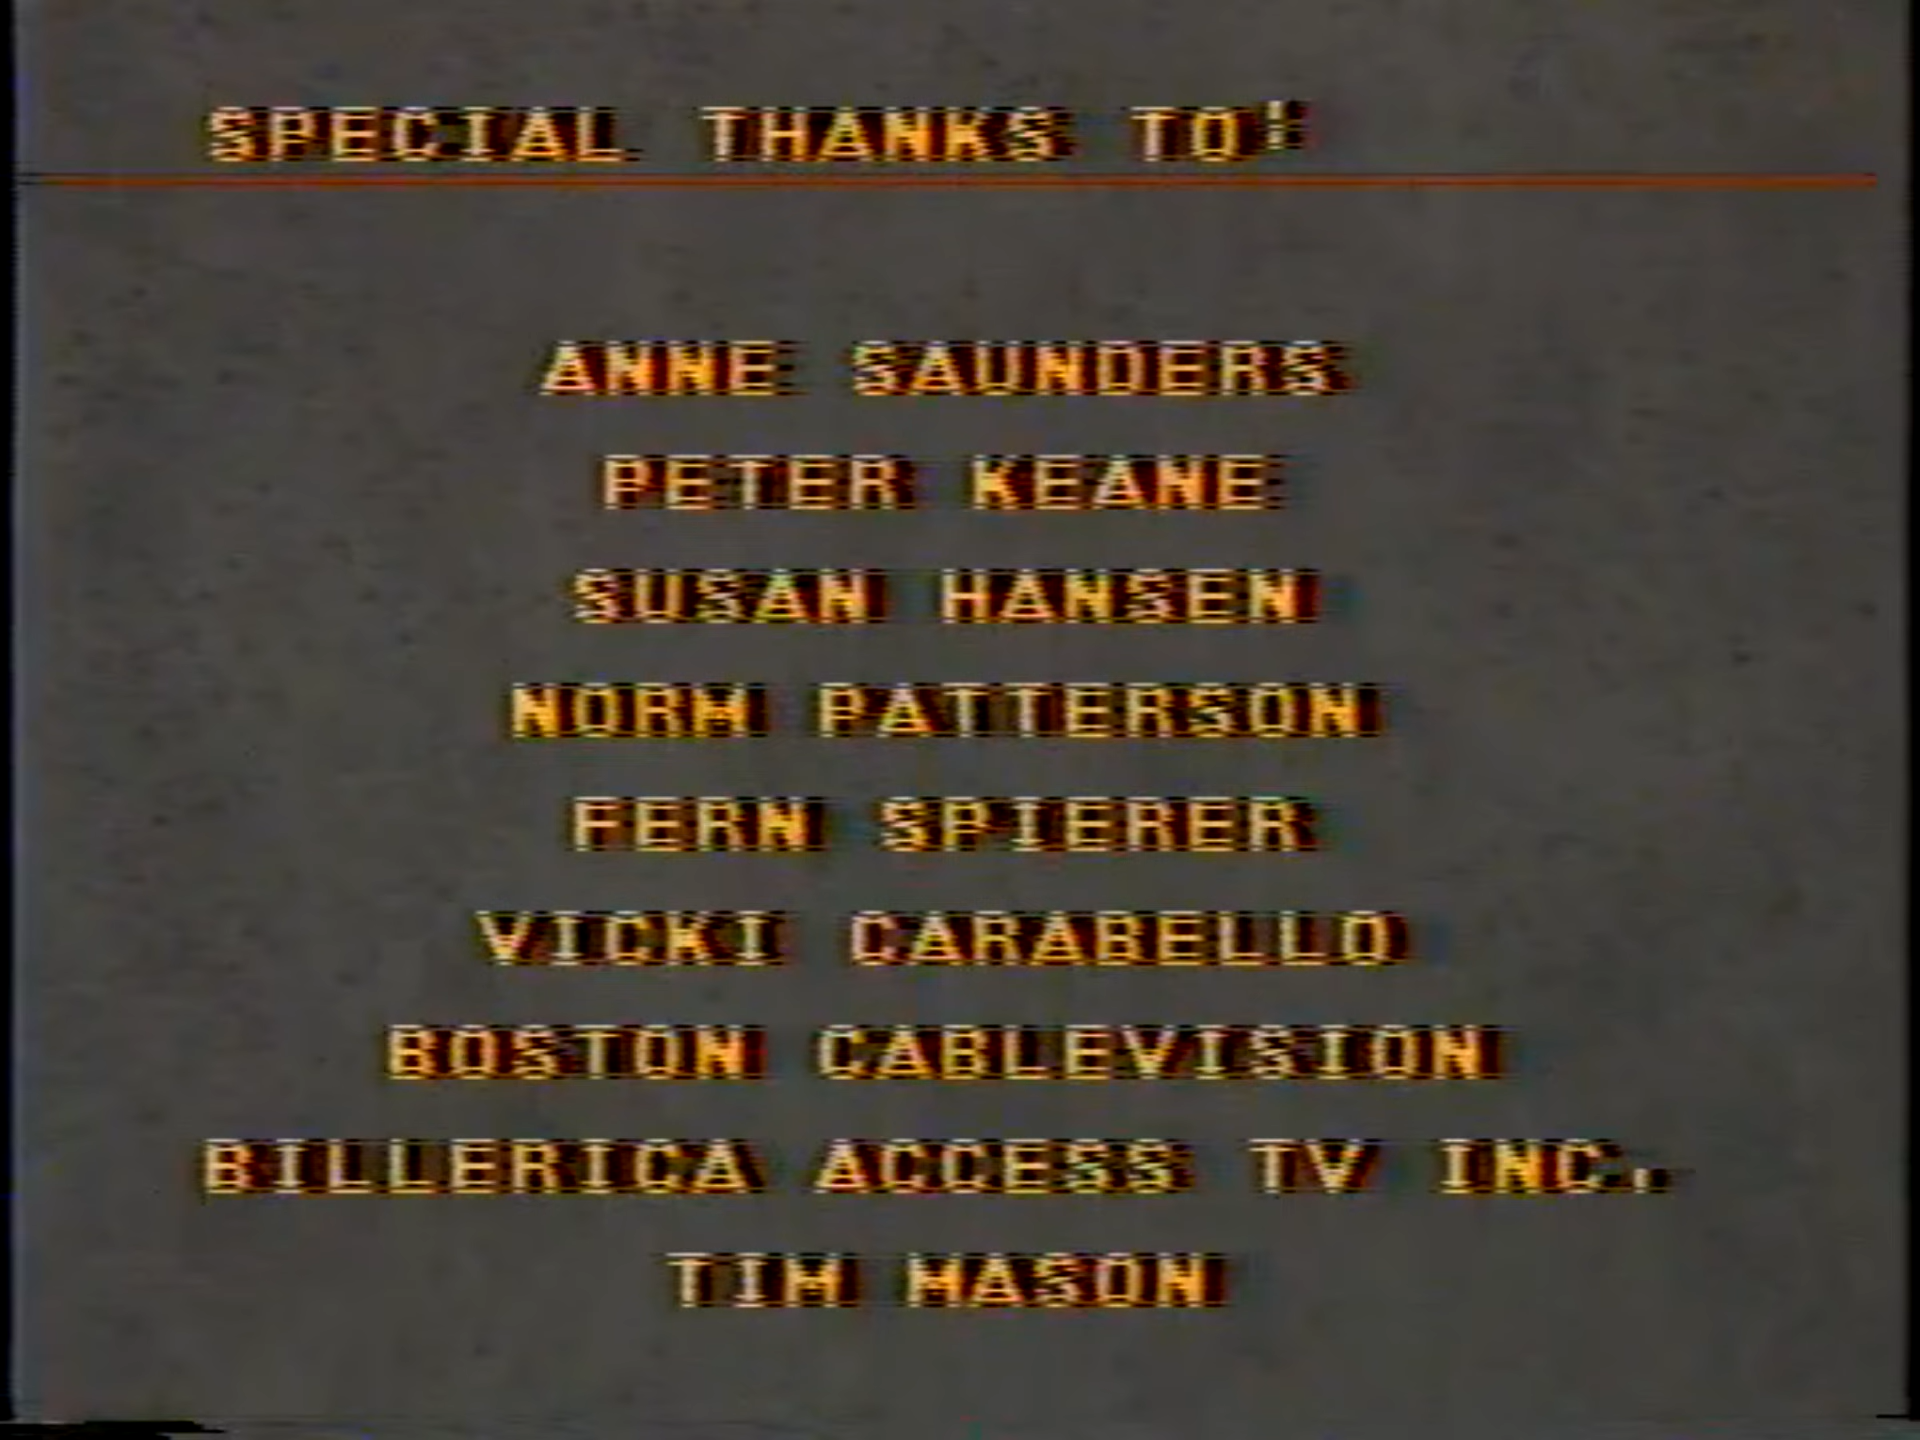 SPECIAL THANKS TO:
ANNE SAUNDERS
PETER KEANE
SUSAN HANSEN
NORM PATTERSON
FERN SPIERER
VICKI CARABELLO
BOSTON CABLEVISION
BILLERICA ACCESS TV INC.
TIM MASON